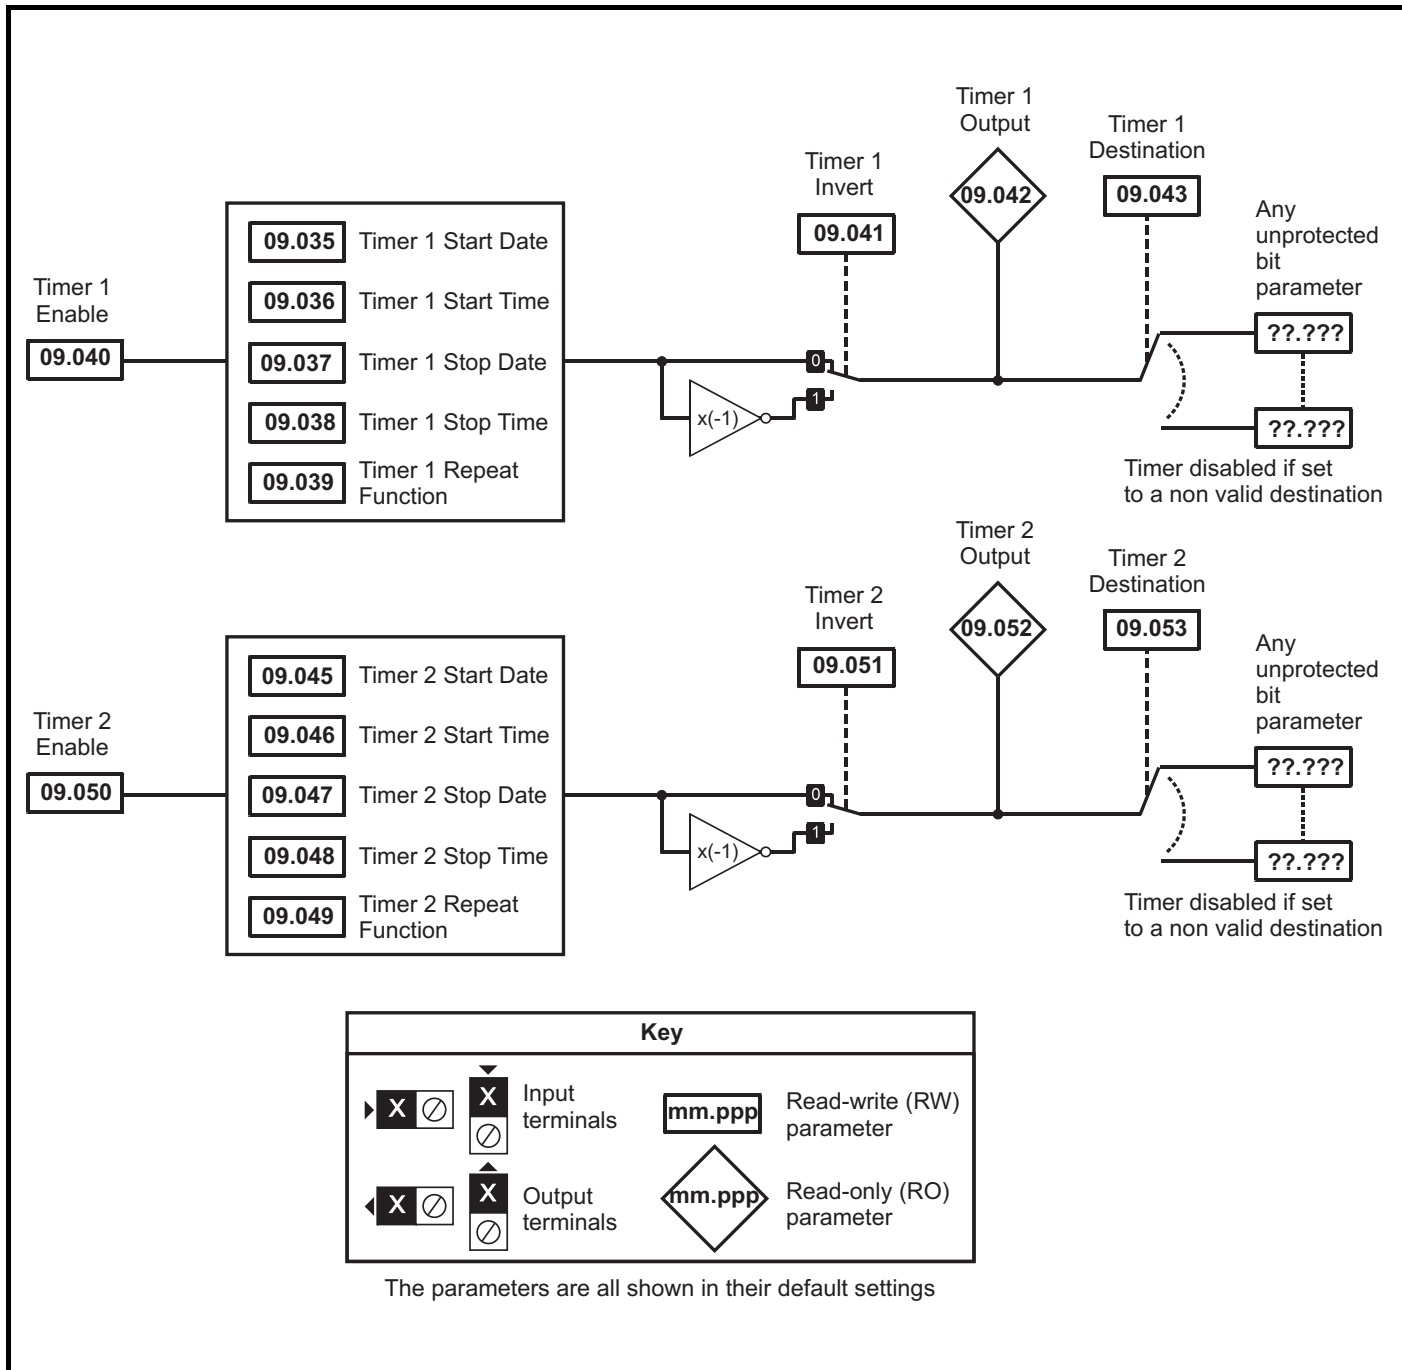 Timer 1
Output
Timer 1
Destination
Timer 1
Invert
09.042
09.043
Any
unprotected
bit
parameter
09.041
09.035 Timer 1 Start Date
Timer 1
Enable
09.036 Timer 1 Start Time
09.040
09.037 Timer 1 Stop Date
0
??.???
1
x(-1)
09.038 Timer 1 Stop Time
??.???
09.039 Timer 1 Repeat
Function
Timer disabled if set
to a non valid destination
Timer 2
Output
Timer 2
Destination
Timer 2
Invert
09.052
09.053
Any
unprotected
bit
parameter
09.051
09.045 Timer 2 Start Date
Timer 2
Enable
09.046 Timer 2 Start Time
09.050
09.047 Timer 2 Stop Date
0
??.???
1
x(-1)
09.048 Timer 2 Stop Time
??.???
09.049 Timer 2 Repeat
Function
Timer disabled if set
to a non valid destination
Key
X
X
Input
terminals
mm.ppp
Read-write (RW)
parameter
X
X
Output
terminals
mm.ppp
Read-only (RO)
parameter
The parameters are all shown in their default settings